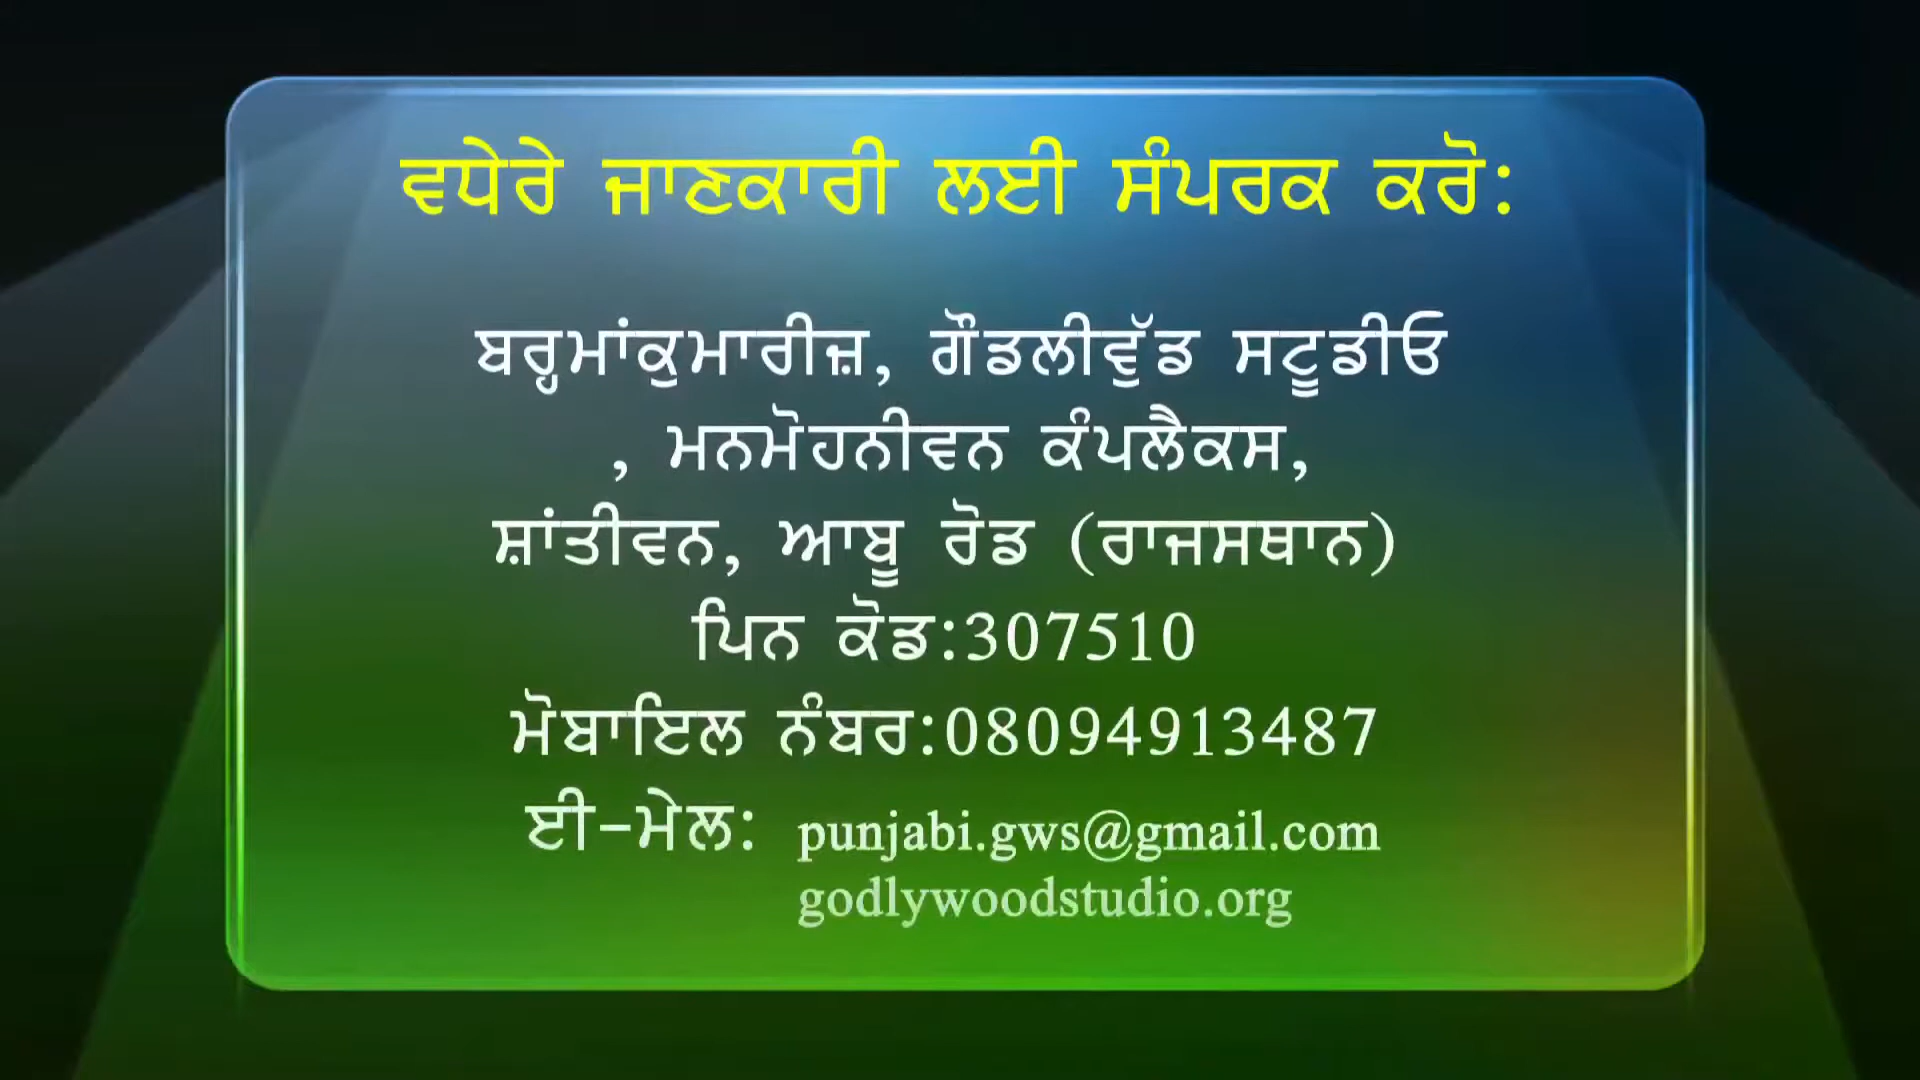 ਵਧੇਰੇ ਜਾਣਕਾਰੀ ਲਈ ਸੰਪਰਕ ਕਰੋ:
ਬਰ੍ਹਮਾਂਕੁਮਾਰੀਜ਼, ਗੌਡਲੀਵੁੱਡ ਸਟੂਡੀਓ
, ਮਨਮੋਹਨੀਵਨ ਕੰਪਲੈਕਸ,
ਸ਼ਾਂਤੀਵਨ, ਆਬੂ ਰੋਡ (ਰਾਜਸਥਾਨ)
ਪਿਨ ਕੋਡ:307510
ਮੋਬਾਇਲ ਨੰਬਰ:08094913487
ਈ-ਮੇਲ: punjabi.gws@gmail.com
godlywoodstudio.org